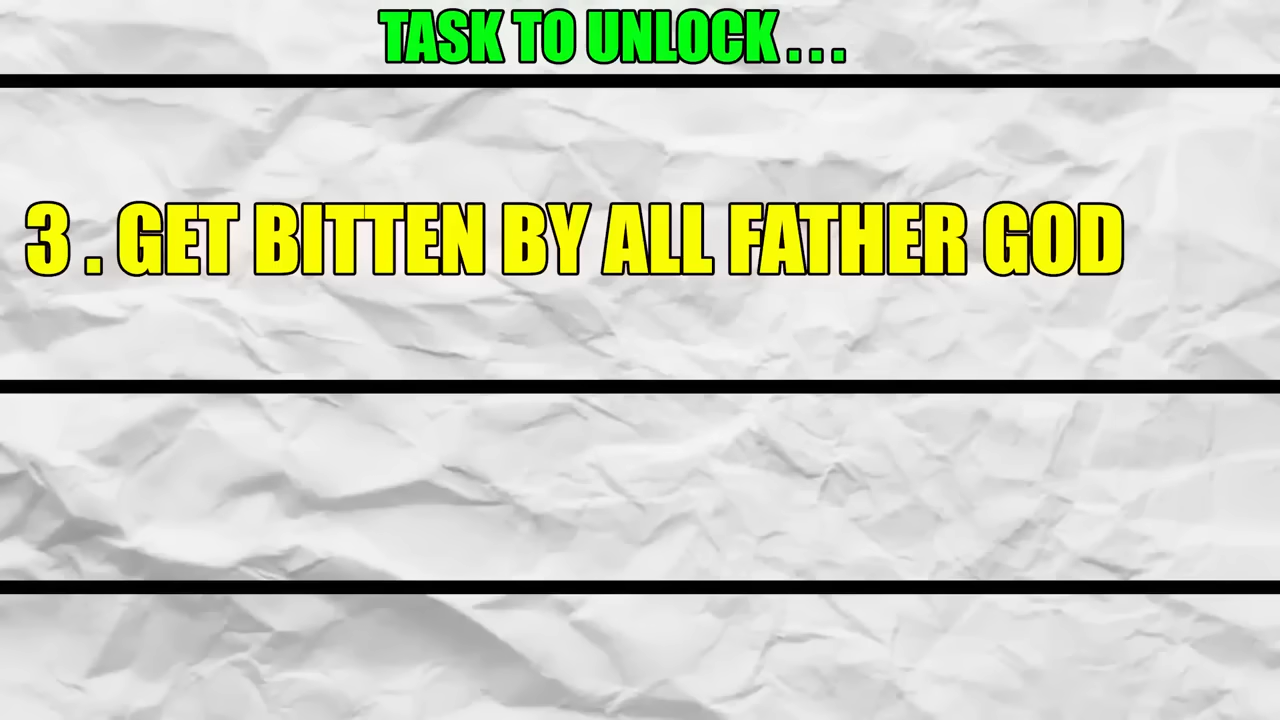 TASK TO UNLOCK . . .
3 . GET BITTEN BY ALL FATHER GOD